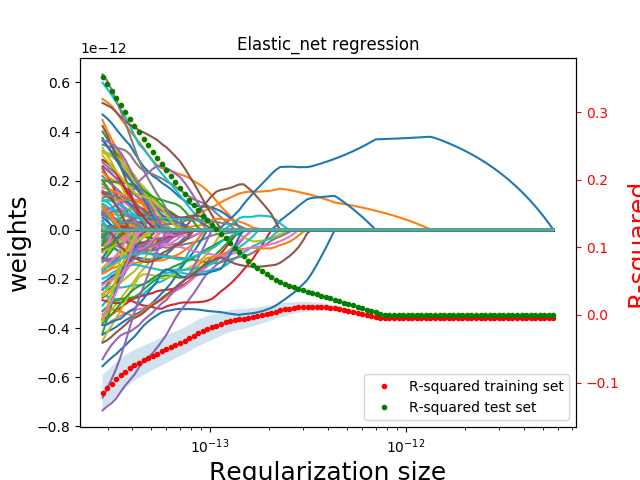 Elastic_net regression
1e−12
0.6
0.4
0.2
0.0
−0.2
−0.4
−0.6
−0.8
weights
10^−13
10^−12
Regularization size
0.3
0.2
0.1
0.0
−0.1
R-squared
R-squared training set
R-squared test set